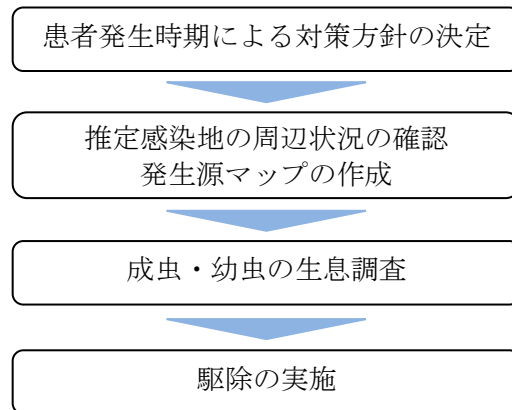 患者発生時期による対策方針の決定
推定感染地の周辺状況の確認
発生源マップの作成
成虫・幼虫の生息調査
駆除の実施